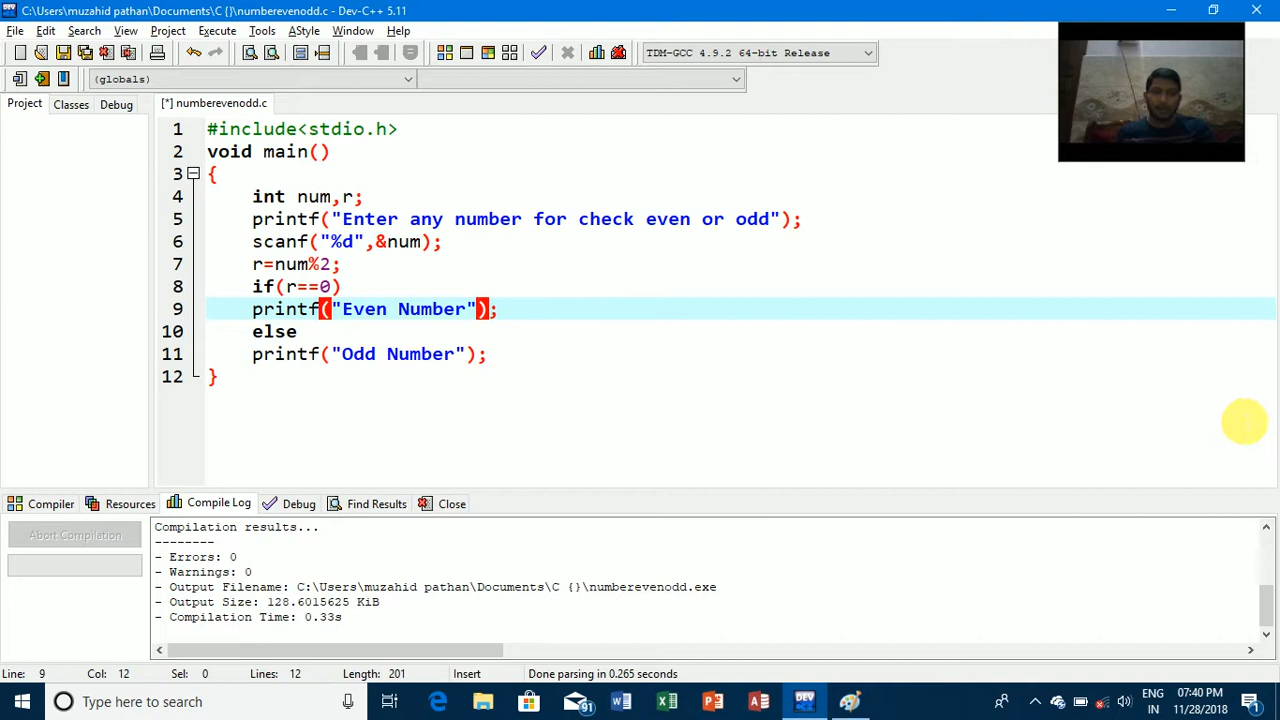 C:\Users\muzahid pathan\Documents\C {}\numberevenodd.c - Dev-C++ 5.11
File Edit Search View Project Execute Tools AStyle Window Help
TDM-GCC 4.9.2 64-bit Release
(globals)
Project Classes Debug [*] numberevenodd.c
1 #include<stdio.h>
2 void main()
3 {
4 int num,r;
5 printf("Enter any number for check even or odd");
6 scanf("%d",&num);
7 r=num%2;
8 if(r==0)
9 printf("Even Number");
10 else
11 printf("Odd Number");
12 }
Compiler Resources Compile Log Debug Find Results Close
Abort Compilation
Compilation results...
--------
- Errors: 0
- Warnings: 0
- Output Filename: C:\Users\muzahid pathan\Documents\C {}\numberevenodd.exe
- Output Size: 128.6015625 KiB
- Compilation Time: 0.33s
Line: 9 Col: 12 Sel: 0 Lines: 12 Length: 201 Insert Done parsing in 0.265 seconds
Type here to search
91
DEV
ENG
IN
07:40 PM
11/28/2018
1